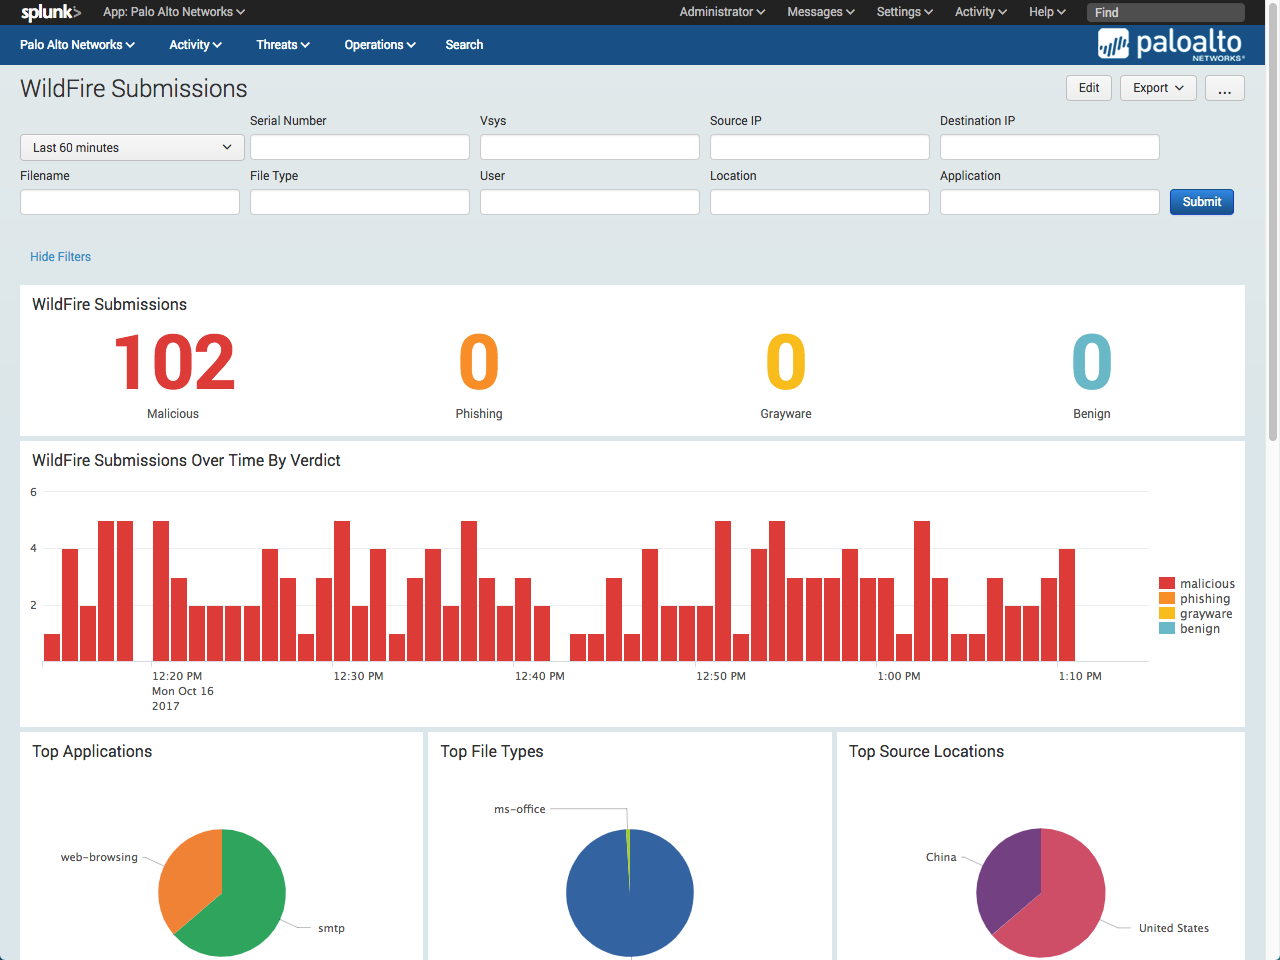 splunk> App: Palo Alto Networks Administrator Messages Settings Activity Help Find
Palo Alto Networks Activity Threats Operations Search paloalto NETWORKS®
WildFire Submissions Edit Export ...
Serial Number Vsys Source IP Destination IP
Last 60 minutes
Filename File Type User Location Application
Submit
Hide Filters
WildFire Submissions
102 0 0 0
Malicious Phishing Grayware Benign
WildFire Submissions Over Time By Verdict
6
4
2
malicious
phishing
grayware
benign
12:20 PM 12:30 PM 12:40 PM 12:50 PM 1:00 PM 1:10 PM
Mon Oct 16
2017
Top Applications Top File Types Top Source Locations
ms-office
web-browsing China
smtp United States